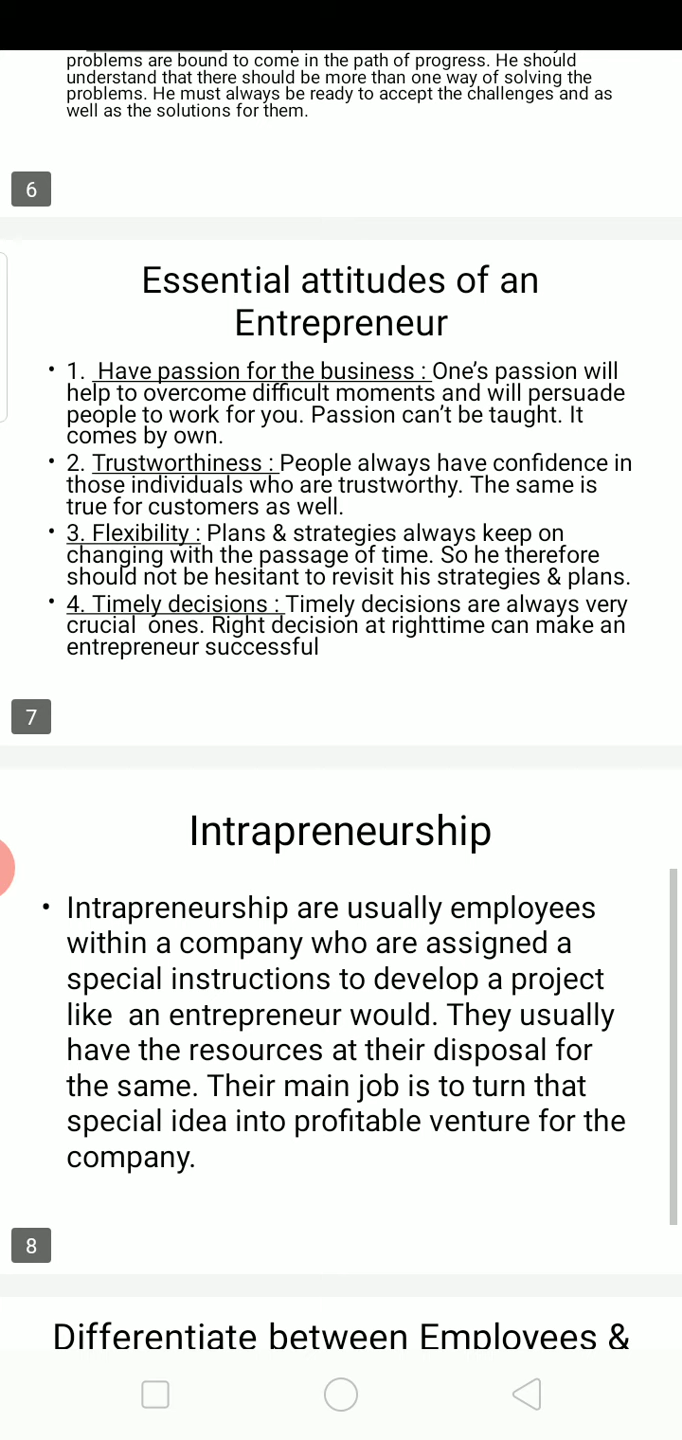 problems are bound to come in the path of progress. He should
understand that there should be more than one way of solving the
problems. He must always be ready to accept the challenges and as
well as the solutions for them.
6
Essential attitudes of an
Entrepreneur
• 1. Have passion for the business : One's passion will
help to overcome difficult moments and will persuade
people to work for you. Passion can't be taught. It
comes by own.
• 2. Trustworthiness : People always have confidence in
those individuals who are trustworthy. The same is
true for customers as well.
• 3. Flexibility : Plans & strategies always keep on
changing with the passage of time. So he therefore
should not be hesitant to revisit his strategies & plans.
• 4. Timely decisions : Timely decisions are always very
crucial ones. Right decision at righttime can make an
entrepreneur successful
7
Intrapreneurship
• Intrapreneurship are usually employees
within a company who are assigned a
special instructions to develop a project
like an entrepreneur would. They usually
have the resources at their disposal for
the same. Their main job is to turn that
special idea into profitable venture for the
company.
8
Differentiate between Employees &